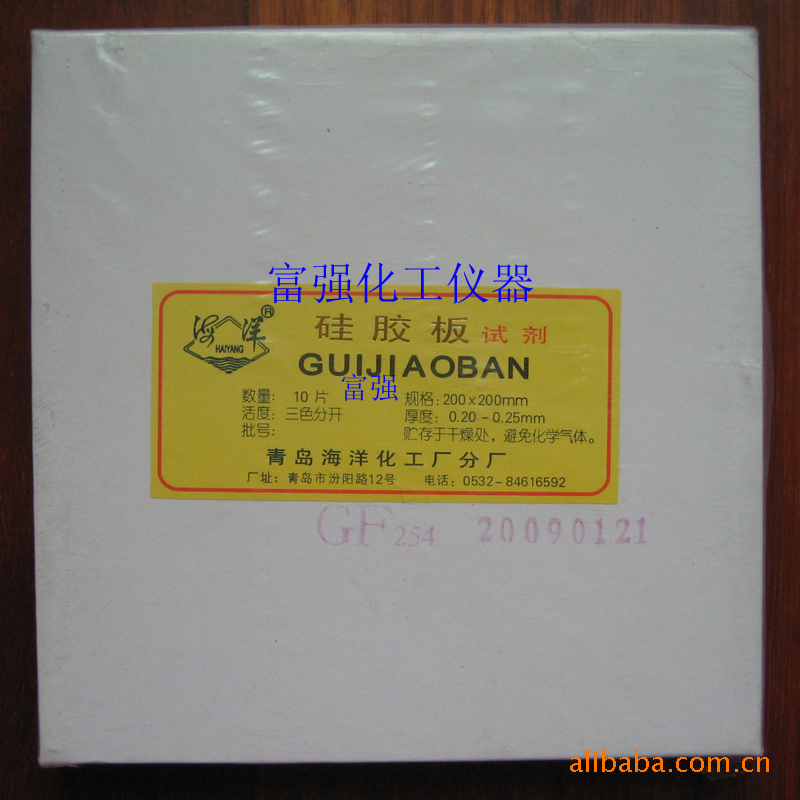 富强化工仪器
海洋®
HAIYANG
硅胶板 试剂
GUIJIAOBAN
富强
数量: 10片 规格: 200×200mm
活度: 三色分开 厚度: 0.20-0.25mm
批号: 贮存于干燥处, 避免化学气体。
青岛海洋化工厂分厂
厂址: 青岛市汾阳路12号 电话: 0532-84616592
GF254 20090121
alibaba.com.cn